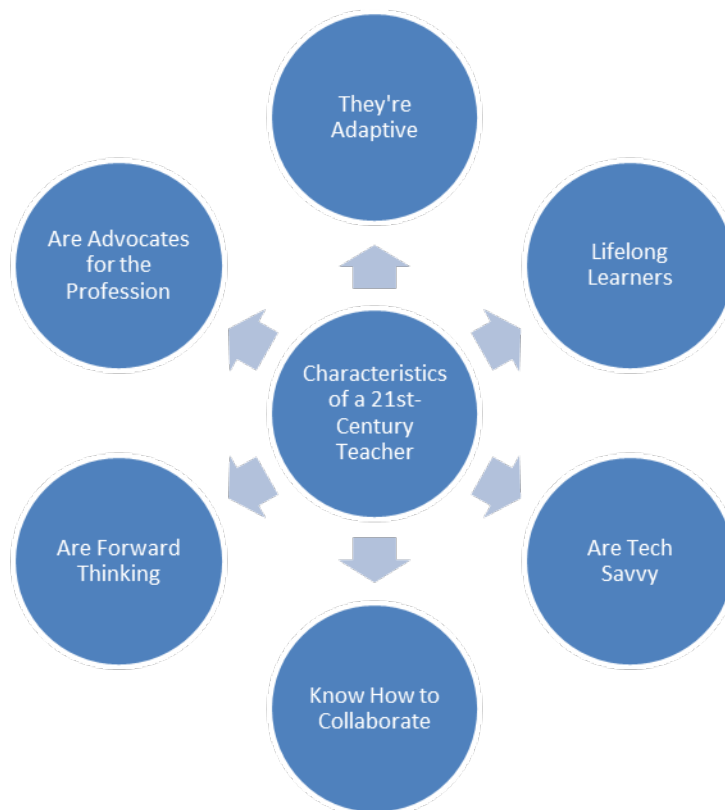 They're
Adaptive
Are Advocates
for the
Profession
Lifelong
Learners
Characteristics
of a 21st-
Century
Teacher
Are Forward
Thinking
Are Tech
Savvy
Know How to
Collaborate